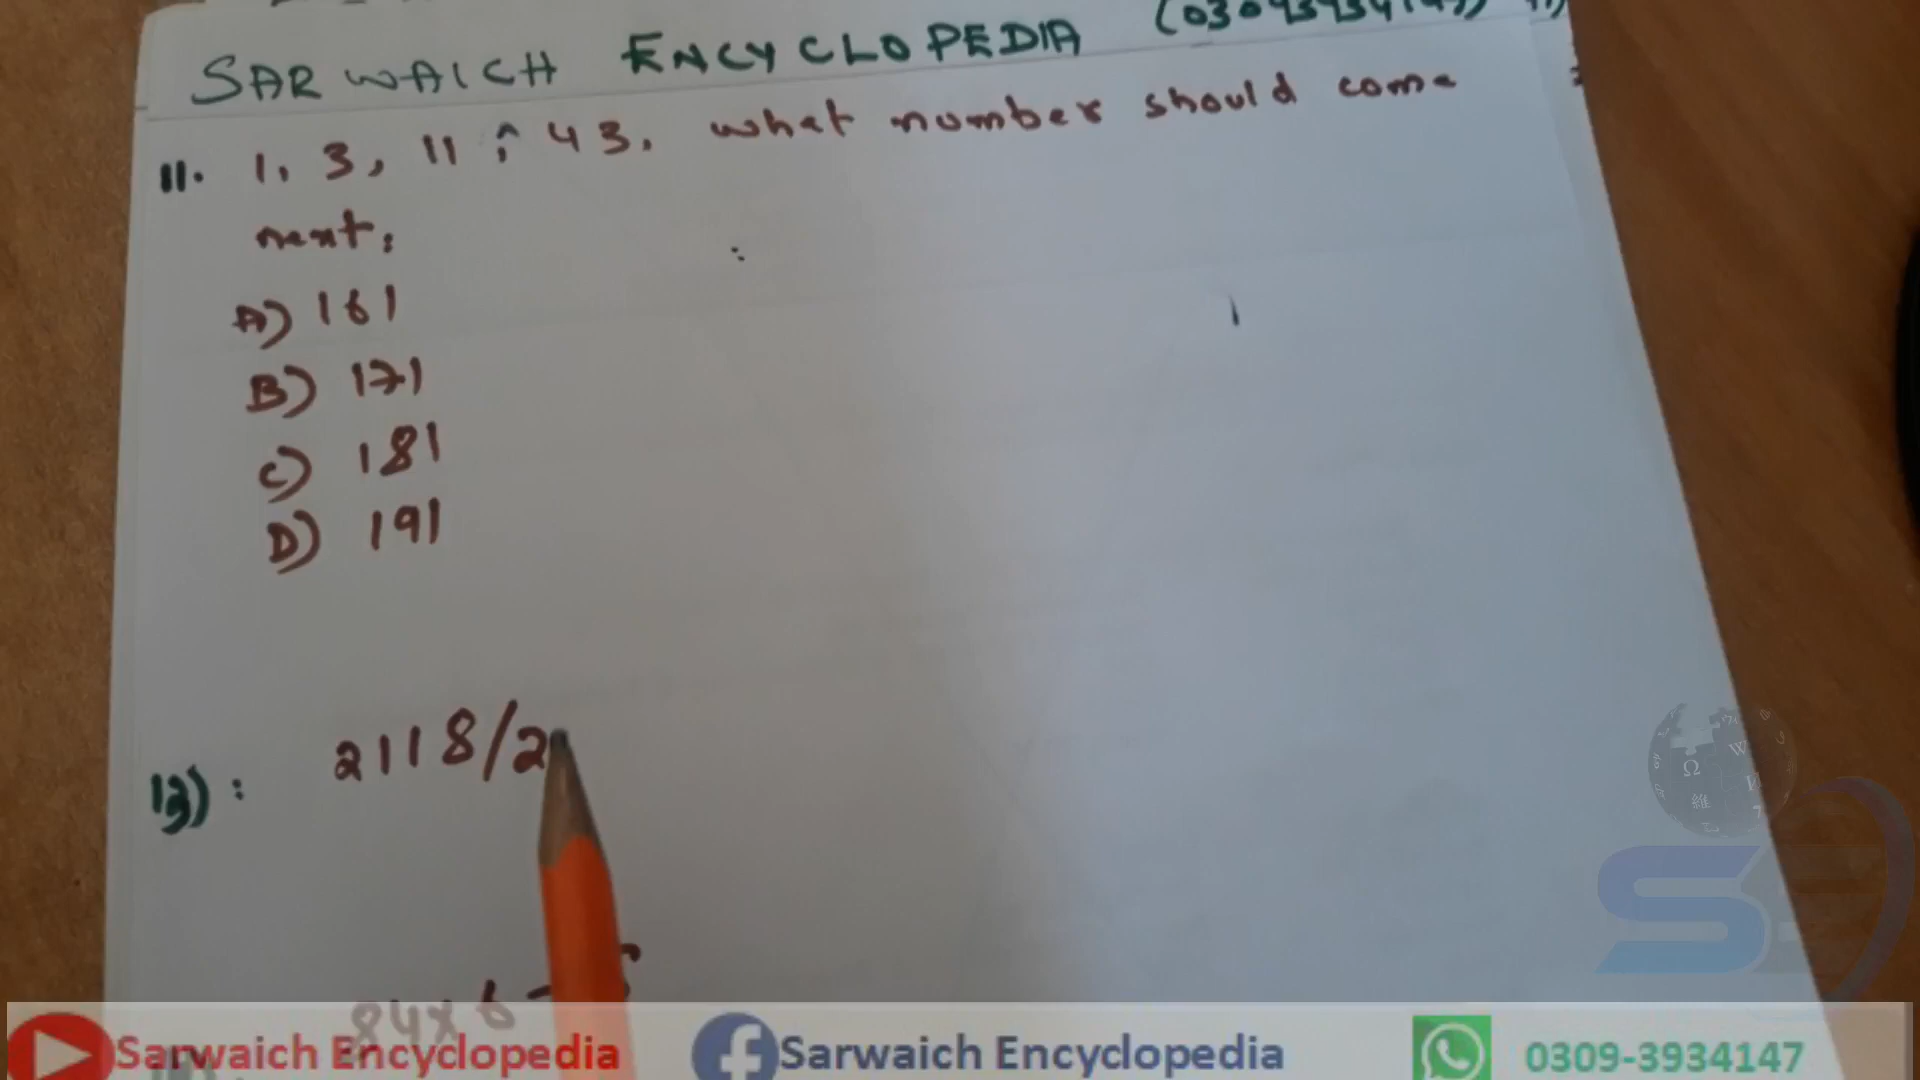 SARWAICH ENCYCLOPEDIA
11. 1, 3, 11, 43, what number should come
next:
A) 161
B) 171
C) 181
D) 191
2118/2
84x6
Sarwaich Encyclopedia
Sarwaich Encyclopedia
0309-3934147